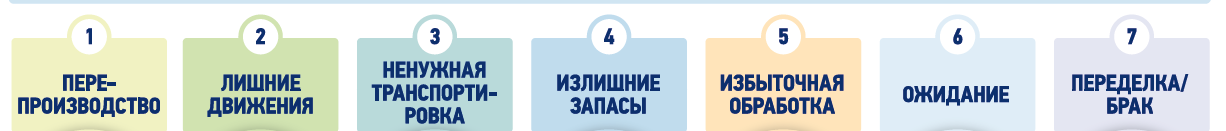 1
ПЕРЕ-
ПРОИЗВОДСТВО
2
ЛИШНИЕ
ДВИЖЕНИЯ
3
НЕНУЖНАЯ
ТРАНСПОРТИ-
РОВКА
4
ИЗЛИШНИЕ
ЗАПАСЫ
5
ИЗБЫТОЧНАЯ
ОБРАБОТКА
6
ОЖИДАНИЕ
7
ПЕРЕДЕЛКА/
БРАК